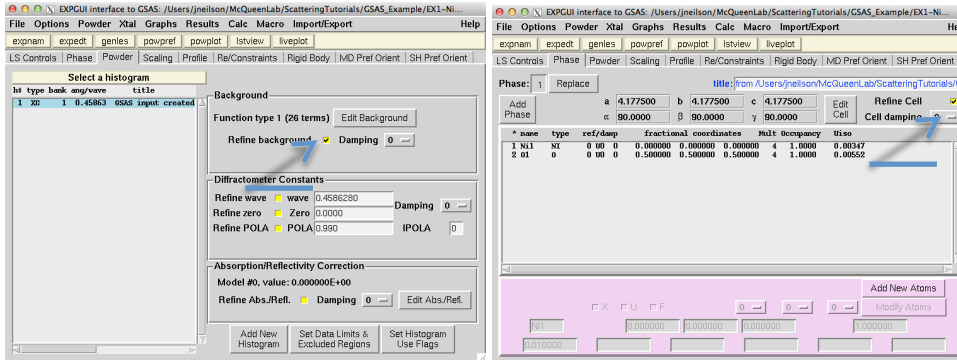 EXPGUI interface to GSAS: /Users/jneilson/McQueenLab/ScatteringTutorials/GSAS_Example/EX1-Ni...
File Options Powder Xtal Graphs Results Calc Macro Import/Export Help
expnam expedt genles powpref powplot lstview liveplot
LS Controls Phase Powder Scaling Profile Re/Constraints Rigid Body MD Pref Orient SH Pref Orient
Select a histogram
h# type bank ang/wave title
1 XC 1 0.45863 GSAS input created
Background
Function type 1 (26 terms) Edit Background
Refine background Damping 0
Diffractometer Constants
Refine wave wave 0.4586280
Refine zero Zero 0.0000
Damping 0
Refine POLA POLA 0.990 IPOLA 0
Absorption/Reflectivity Correction
Model #0, value: 0.000000E+00
Refine Abs./Refl. Damping 0 Edit Abs./Refl.
Add New Histogram
Set Data Limits & Excluded Regions
Set Histogram Use Flags
EXPGUI interface to GSAS: /Users/jneilson/McQueenLab/ScatteringTutorials/GSAS_Example/EX1-Ni...
File Options Powder Xtal Graphs Results Calc Macro Import/Export He
expnam expedt genles powpref powplot lstview liveplot
LS Controls Phase Powder Scaling Profile Re/Constraints Rigid Body MD Pref Orient SH Pref Orient
Phase: 1 Replace title: from /Users/jneilson/McQueenLab/ScatteringTutorials/
Add Phase
a 4.177500 b 4.177500 c 4.177500
α 90.0000 β 90.0000 γ 90.0000
Edit Cell
Refine Cell
Cell damping 0
* name type ref/damp fractional coordinates Mult Occupancy Uiso
1 Ni1 NI 0 U0 0 0.000000 0.000000 0.000000 4 1.0000 0.00347
2 O1 O 0 U0 0 0.500000 0.500000 0.500000 4 1.0000 0.00552
Add New Atoms
X U F 0 0 0 Modify Atoms
Ni1 0.000000 0.000000 0.000000 1.000000
0.010000